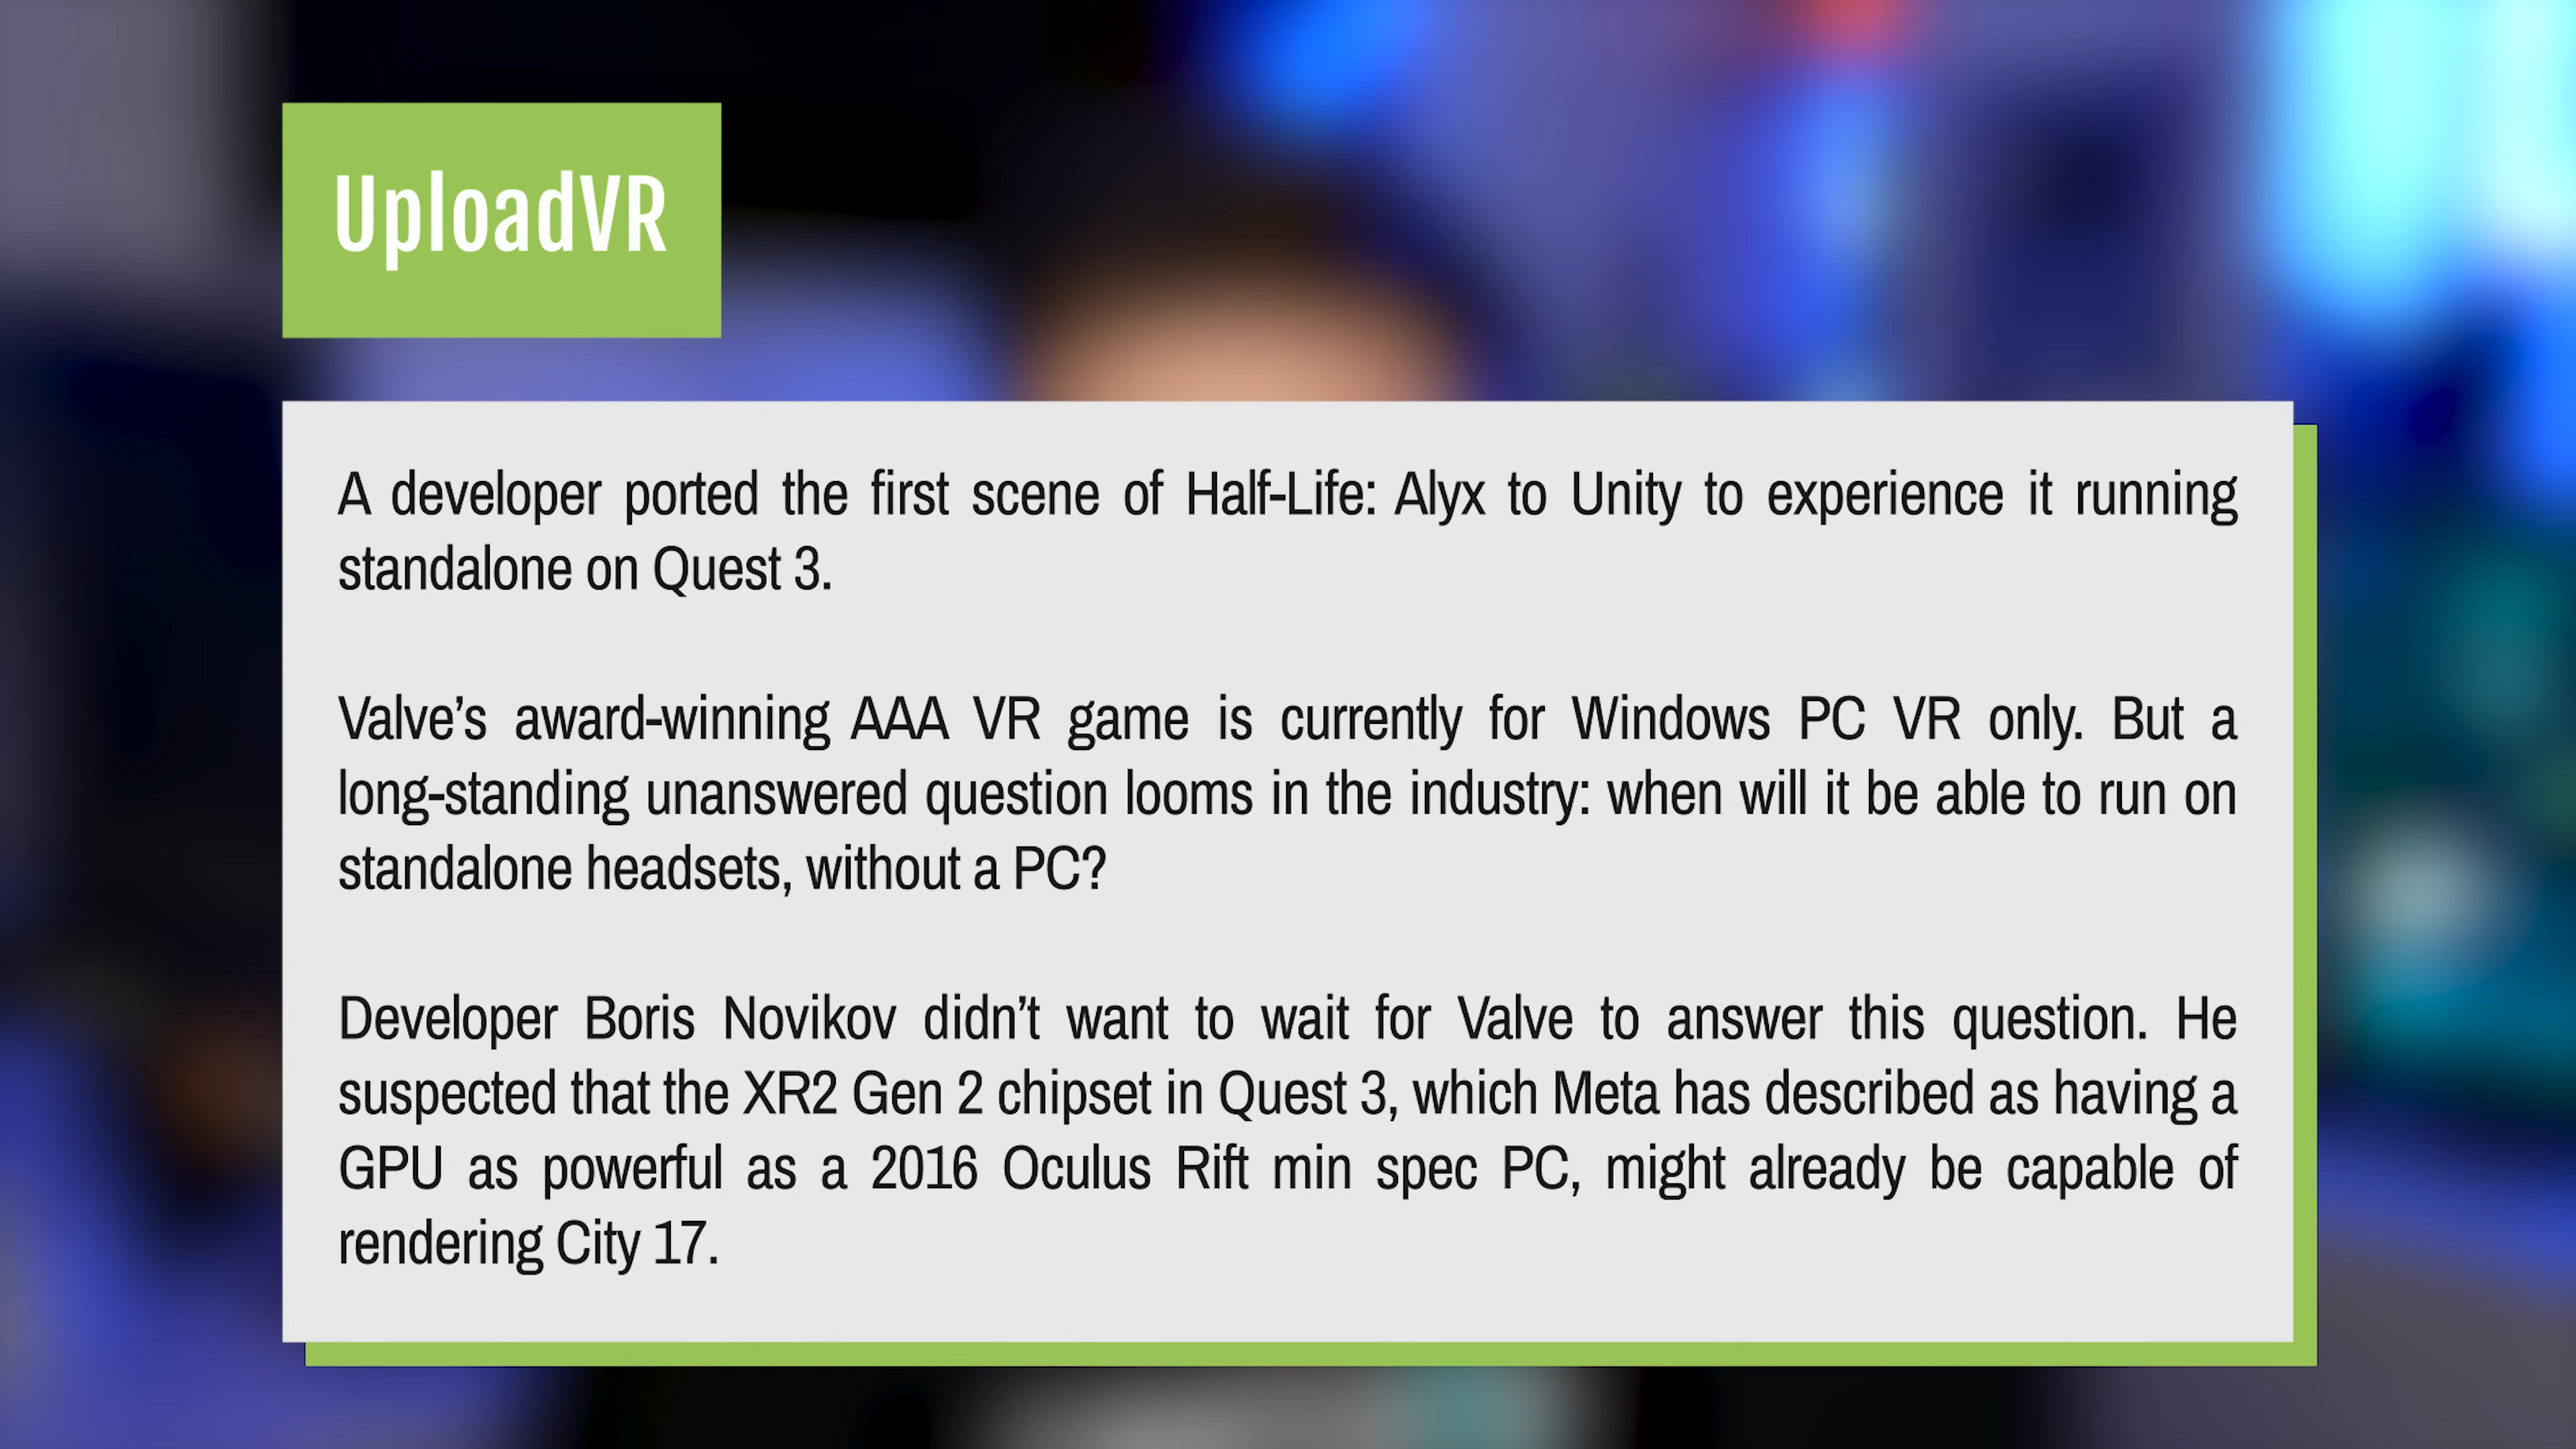 UploadVR
A developer ported the first scene of Half-Life: Alyx to Unity to experience it running
standalone on Quest 3.
Valve’s award-winning AAA VR game is currently for Windows PC VR only. But a
long-standing unanswered question looms in the industry: when will it be able to run on
standalone headsets, without a PC?
Developer Boris Novikov didn’t want to wait for Valve to answer this question. He
suspected that the XR2 Gen 2 chipset in Quest 3, which Meta has described as having a
GPU as powerful as a 2016 Oculus Rift min spec PC, might already be capable of
rendering City 17.